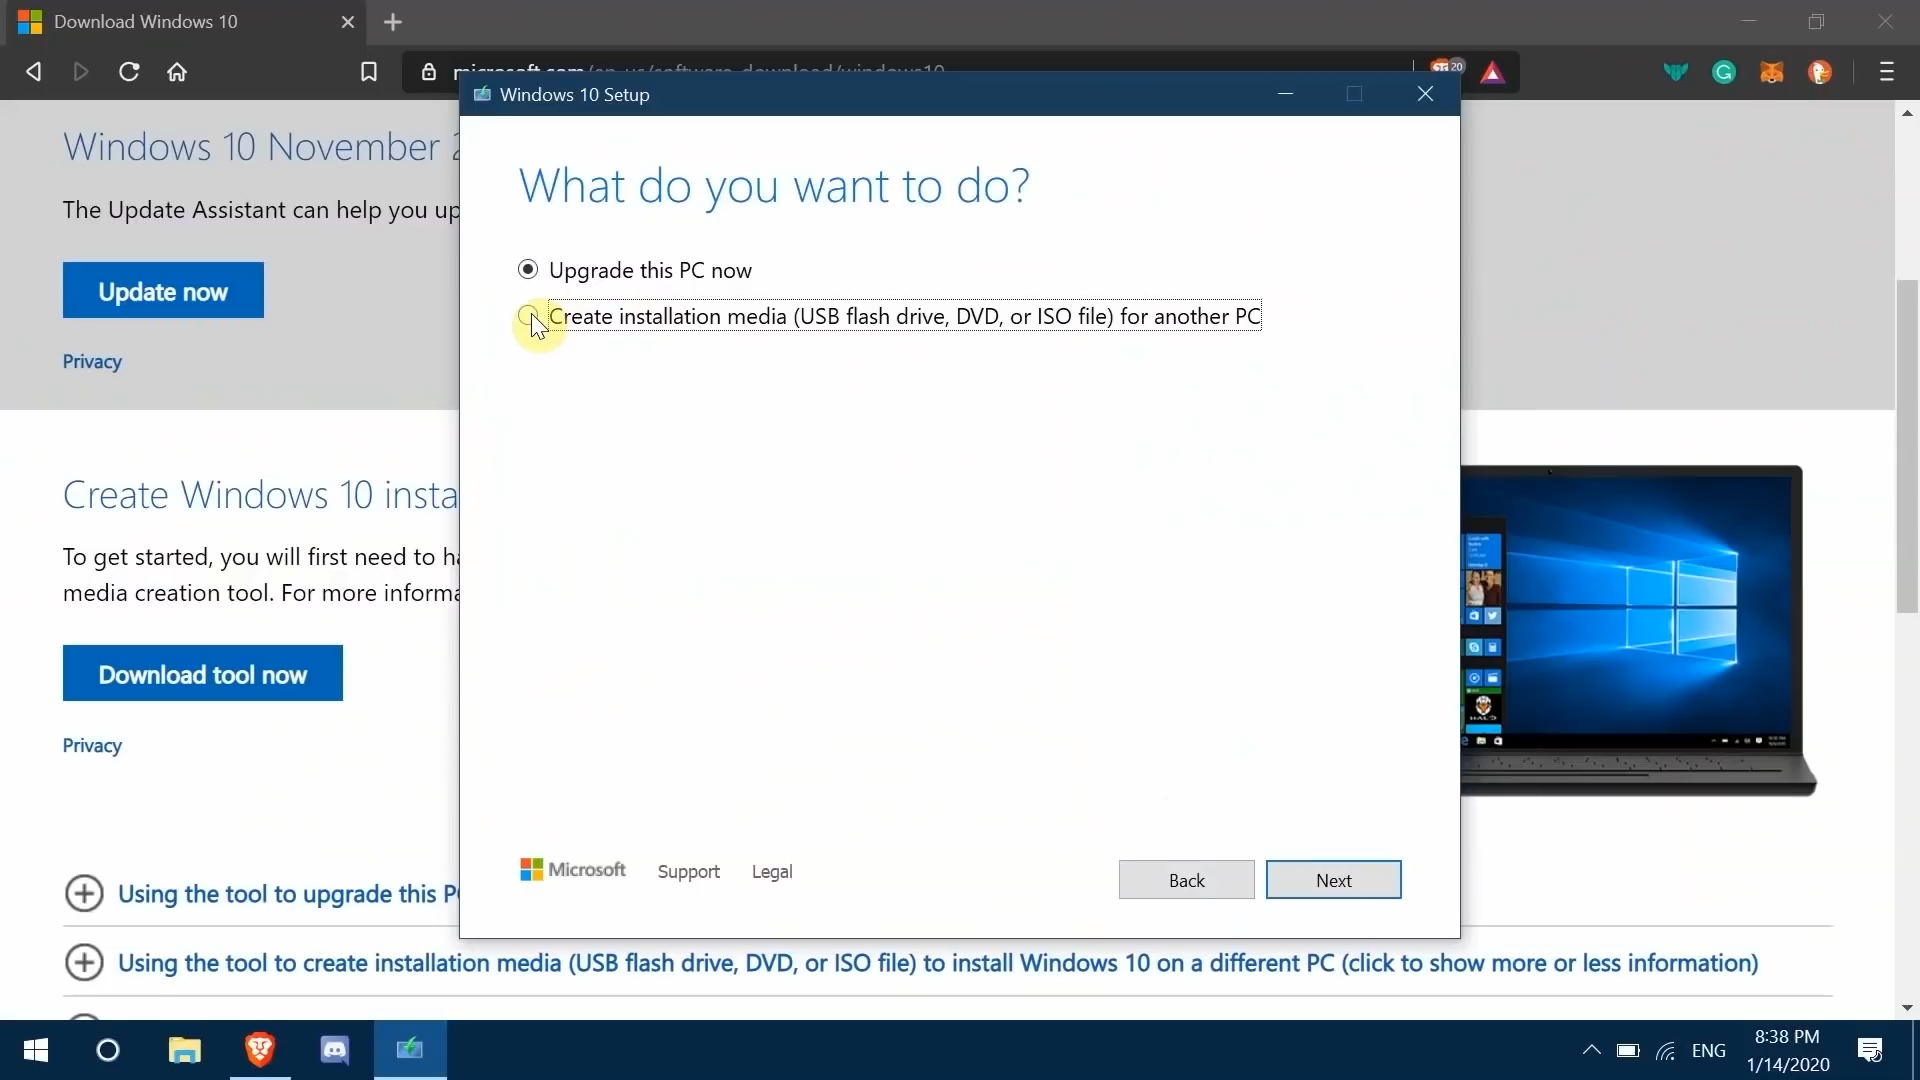 Download Windows 10
20
Windows 10 Setup
Windows 10 November
The Update Assistant can help you up
Update now
Privacy
What do you want to do?
Upgrade this PC now
Create installation media (USB flash drive, DVD, or ISO file) for another PC
Create Windows 10 insta
To get started, you will first need to ha
media creation tool. For more informa
Download tool now
Privacy
HALO
Microsoft
Support
Legal
Back
Next
Using the tool to upgrade this P
Using the tool to create installation media (USB flash drive, DVD, or ISO file) to install Windows 10 on a different PC (click to show more or less information)
ENG
8:38 PM
1/14/2020